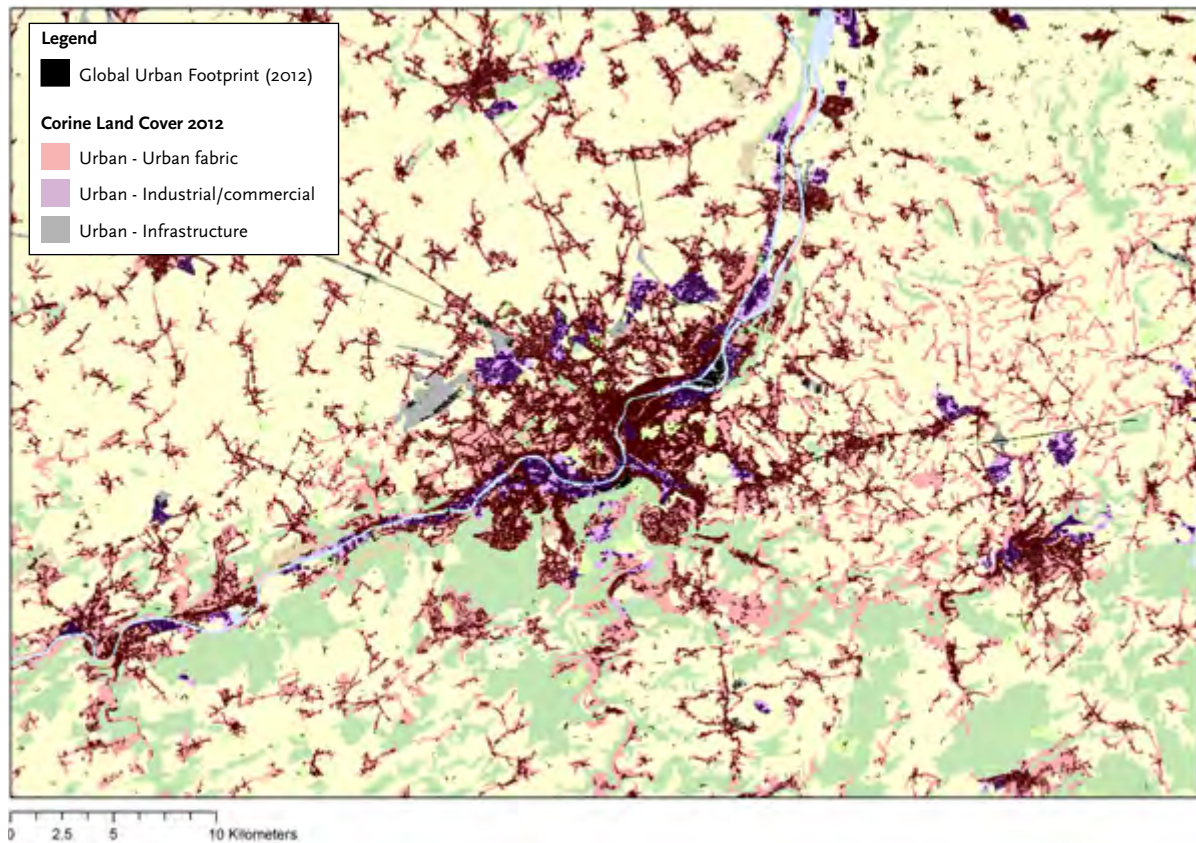 Legend
Global Urban Footprint (2012)
Corine Land Cover 2012
Urban - Urban fabric
Urban - Industrial/commercial
Urban - Infrastructure
0 2.5 5 10 Kilometers